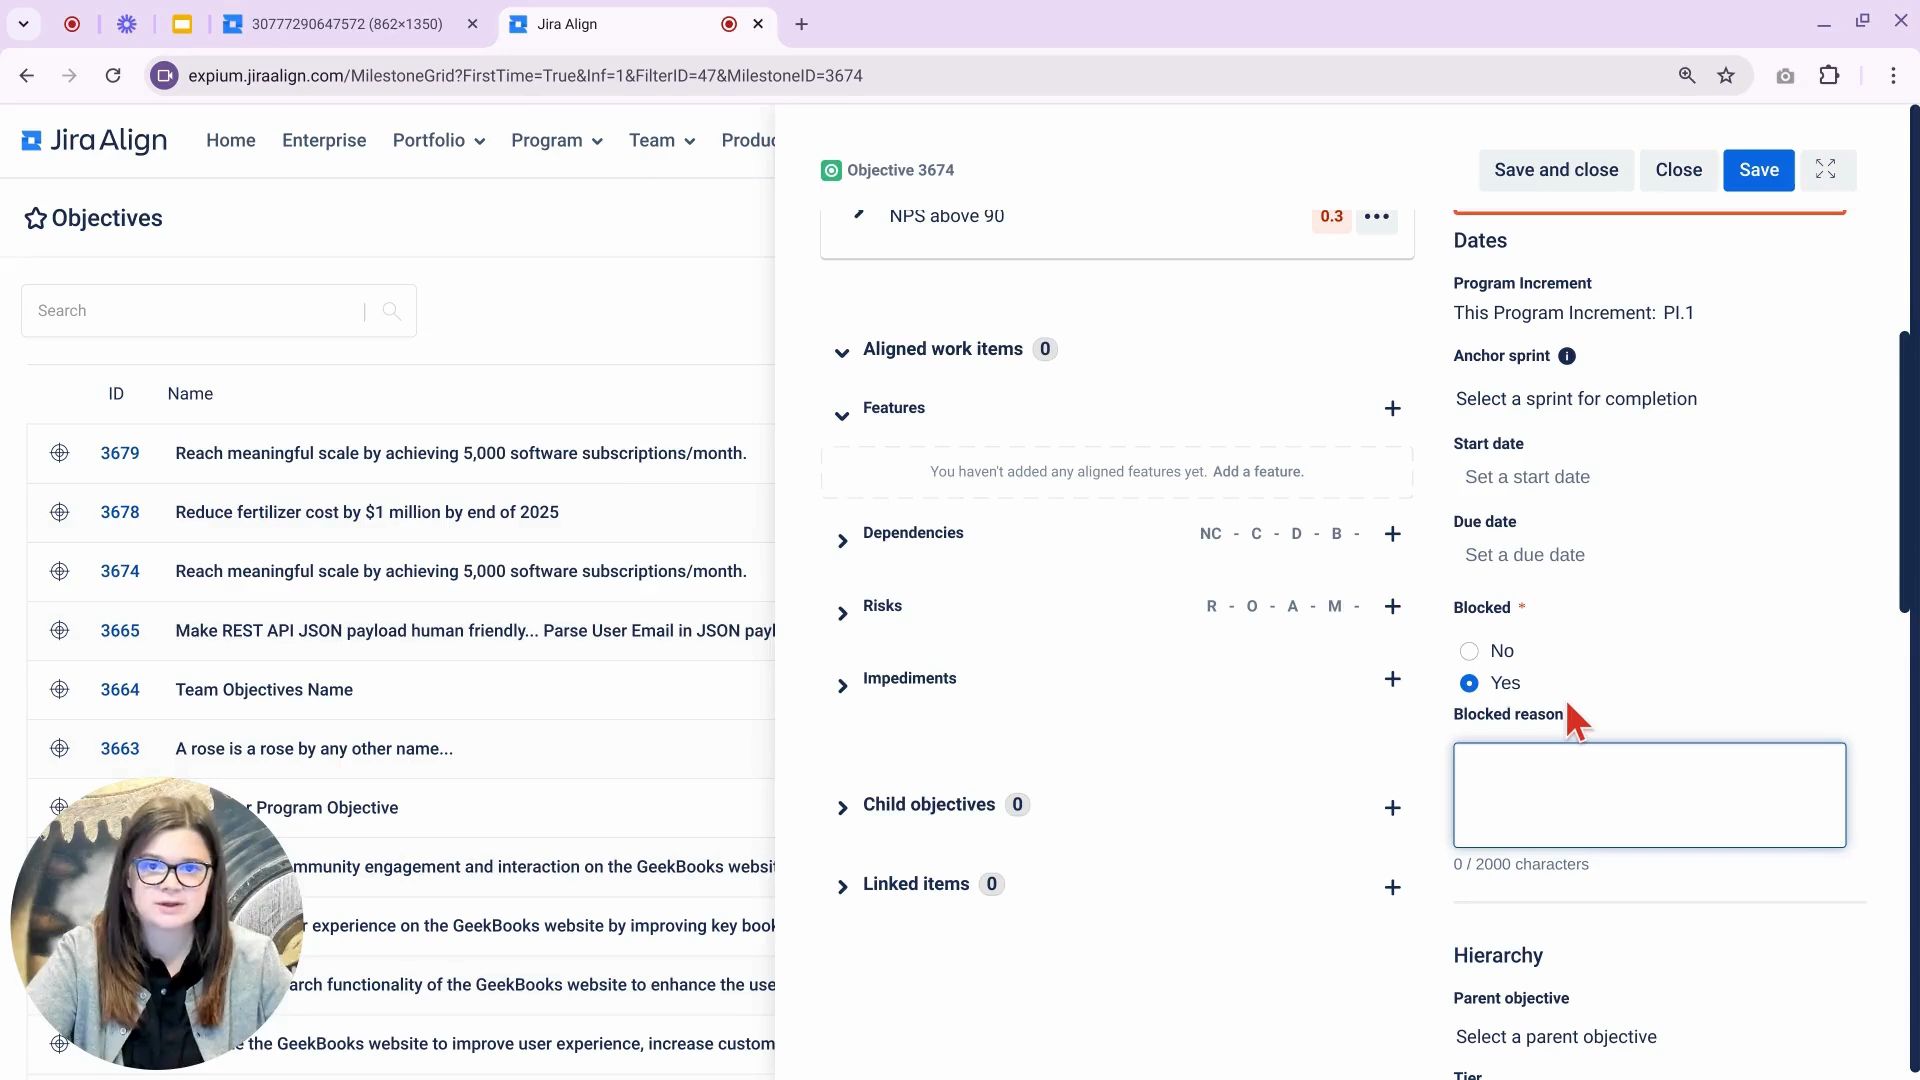 30777290647572 (862×1350)
Jira Align
expium.jiraalign.com/MilestoneGrid?FirstTime=True&Inf=1&FilterID=47&MilestoneID=3674
Jira Align
Home
Enterprise
Portfolio
Program
Team
Produc
Objectives
Search
ID
Name
3679
Reach meaningful scale by achieving 5,000 software subscriptions/month.
3678
Reduce fertilizer cost by $1 million by end of 2025
3674
Reach meaningful scale by achieving 5,000 software subscriptions/month.
3665
Make REST API JSON payload human friendly... Parse User Email in JSON payl
3664
Team Objectives Name
3663
A rose is a rose by any other name...
r Program Objective
mmunity engagement and interaction on the GeekBooks websit
r experience on the GeekBooks website by improving key book
arch functionality of the GeekBooks website to enhance the use
e the GeekBooks website to improve user experience, increase custom
Objective 3674
Save and close
Close
Save
NPS above 90
0.3
Aligned work items 0
Features
You haven't added any aligned features yet. Add a feature.
Dependencies
NC - C - D - B -
Risks
R - O - A - M -
Impediments
Child objectives 0
Linked items 0
Dates
Program Increment
This Program Increment: PI.1
Anchor sprint
Select a sprint for completion
Start date
Set a start date
Due date
Set a due date
Blocked *
No
Yes
Blocked reason
0 / 2000 characters
Hierarchy
Parent objective
Select a parent objective
Tier